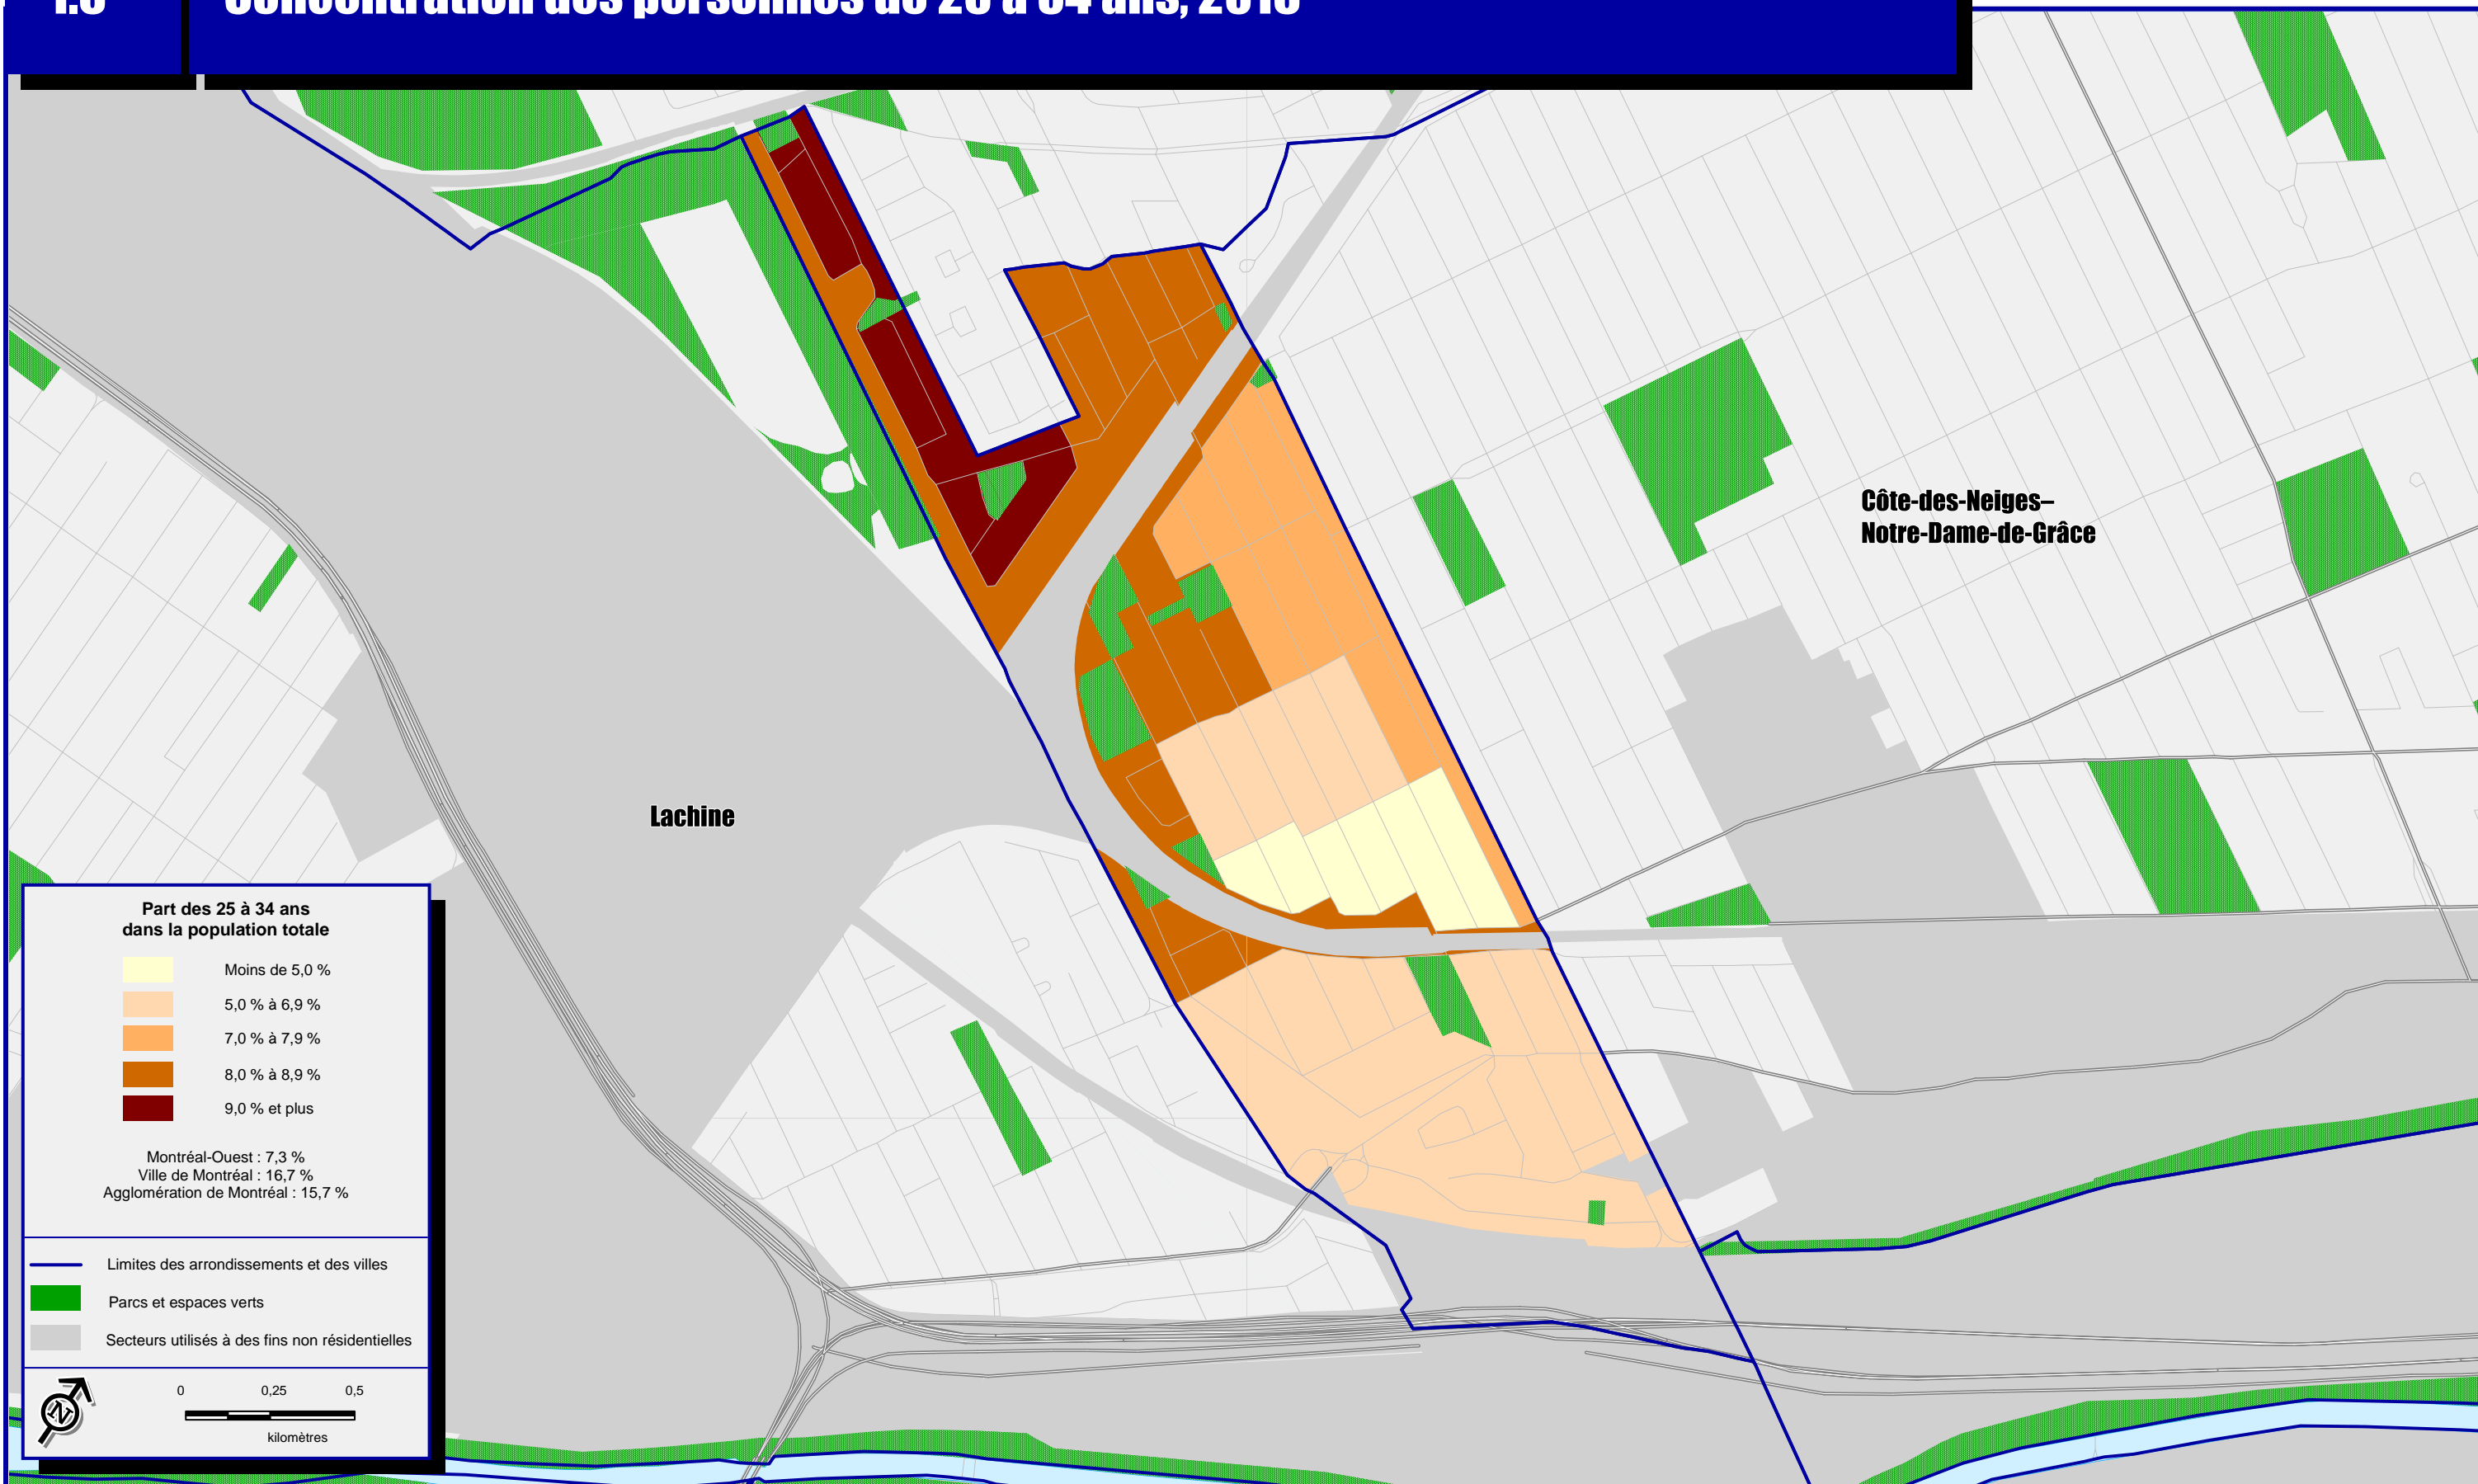 Côte-des-Neiges–
Notre-Dame-de-Grâce
Lachine
Part des 25 à 34 ans
dans la population totale
Moins de 5,0 %
5,0 % à 6,9 %
7,0 % à 7,9 %
8,0 % à 8,9 %
9,0 % et plus
Montréal-Ouest : 7,3 %
Ville de Montréal : 16,7 %
Agglomération de Montréal : 15,7 %
Limites des arrondissements et des villes
Parcs et espaces verts
Secteurs utilisés à des fins non résidentielles
N
0 0,25 0,5
kilomètres